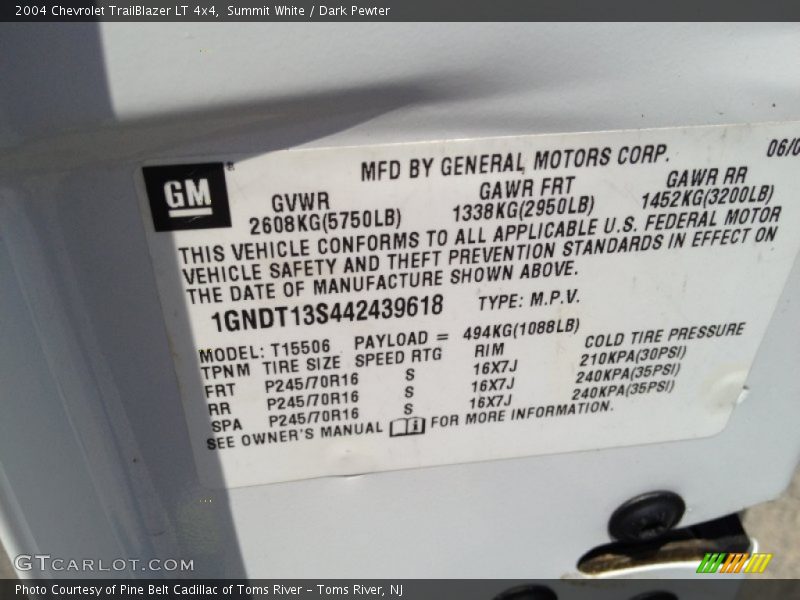 2004 Chevrolet TrailBlazer LT 4x4, Summit White / Dark Pewter
06/0
MFD BY GENERAL MOTORS CORP.
GM
GVWR GAWR FRT GAWR RR
2608KG(5750LB) 1338KG(2950LB) 1452KG(3200LB)
THIS VEHICLE CONFORMS TO ALL APPLICABLE U.S. FEDERAL MOTOR
VEHICLE SAFETY AND THEFT PREVENTION STANDARDS IN EFFECT ON
THE DATE OF MANUFACTURE SHOWN ABOVE.
1GNDT13S442439618 TYPE: M.P.V.
MODEL: T15506 PAYLOAD = 494KG(1088LB)
TPNM TIRE SIZE SPEED RTG RIM COLD TIRE PRESSURE
FRT P245/70R16 S 16X7J 210KPA(30PSI)
RR P245/70R16 S 16X7J 240KPA(35PSI)
SPA P245/70R16 S 16X7J 240KPA(35PSI)
SEE OWNER'S MANUAL FOR MORE INFORMATION.
GTCARLOT.COM
Photo Courtesy of Pine Belt Cadillac of Toms River – Toms River, NJ